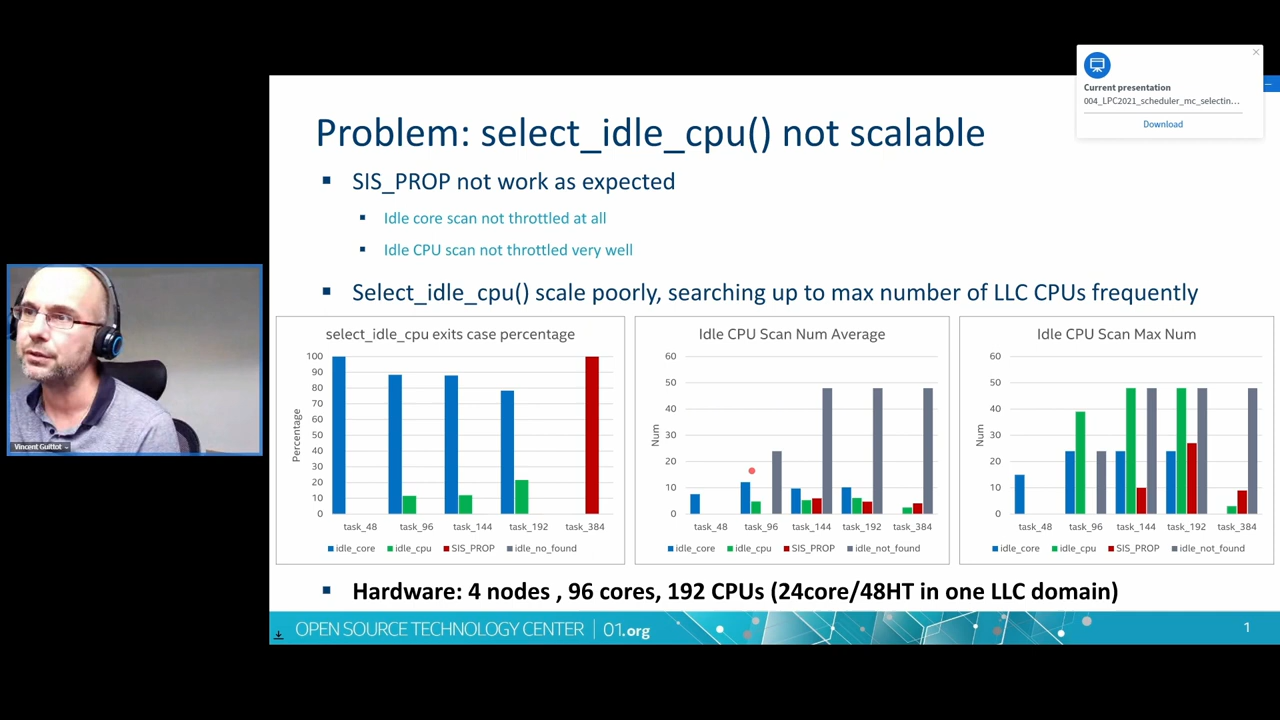 Current presentation
004_LPC2021_scheduler_mc_selectin...
Download
Problem: select_idle_cpu() not scalable
SIS_PROP not work as expected
Idle core scan not throttled at all
Idle CPU scan not throttled very well
Select_idle_cpu() scale poorly, searching up to max number of LLC CPUs frequently
select_idle_cpu exits case percentage
100
90
80
70
60
50
40
30
20
10
0
Percentage
task_48 task_96 task_144 task_192 task_384
idle_core idle_cpu SIS_PROP idle_no_found
Idle CPU Scan Num Average
60
50
40
30
20
10
0
Num
task_48 task_96 task_144 task_192 task_384
idle_core idle_cpu SIS_PROP idle_not_found
Idle CPU Scan Max Num
60
50
40
30
20
10
0
Num
task_48 task_96 task_144 task_192 task_384
idle_core idle_cpu SIS_PROP idle_not_found
Vincent Guittot
Hardware: 4 nodes , 96 cores, 192 CPUs (24core/48HT in one LLC domain)
OPEN SOURCE TECHNOLOGY CENTER | 01.org
1